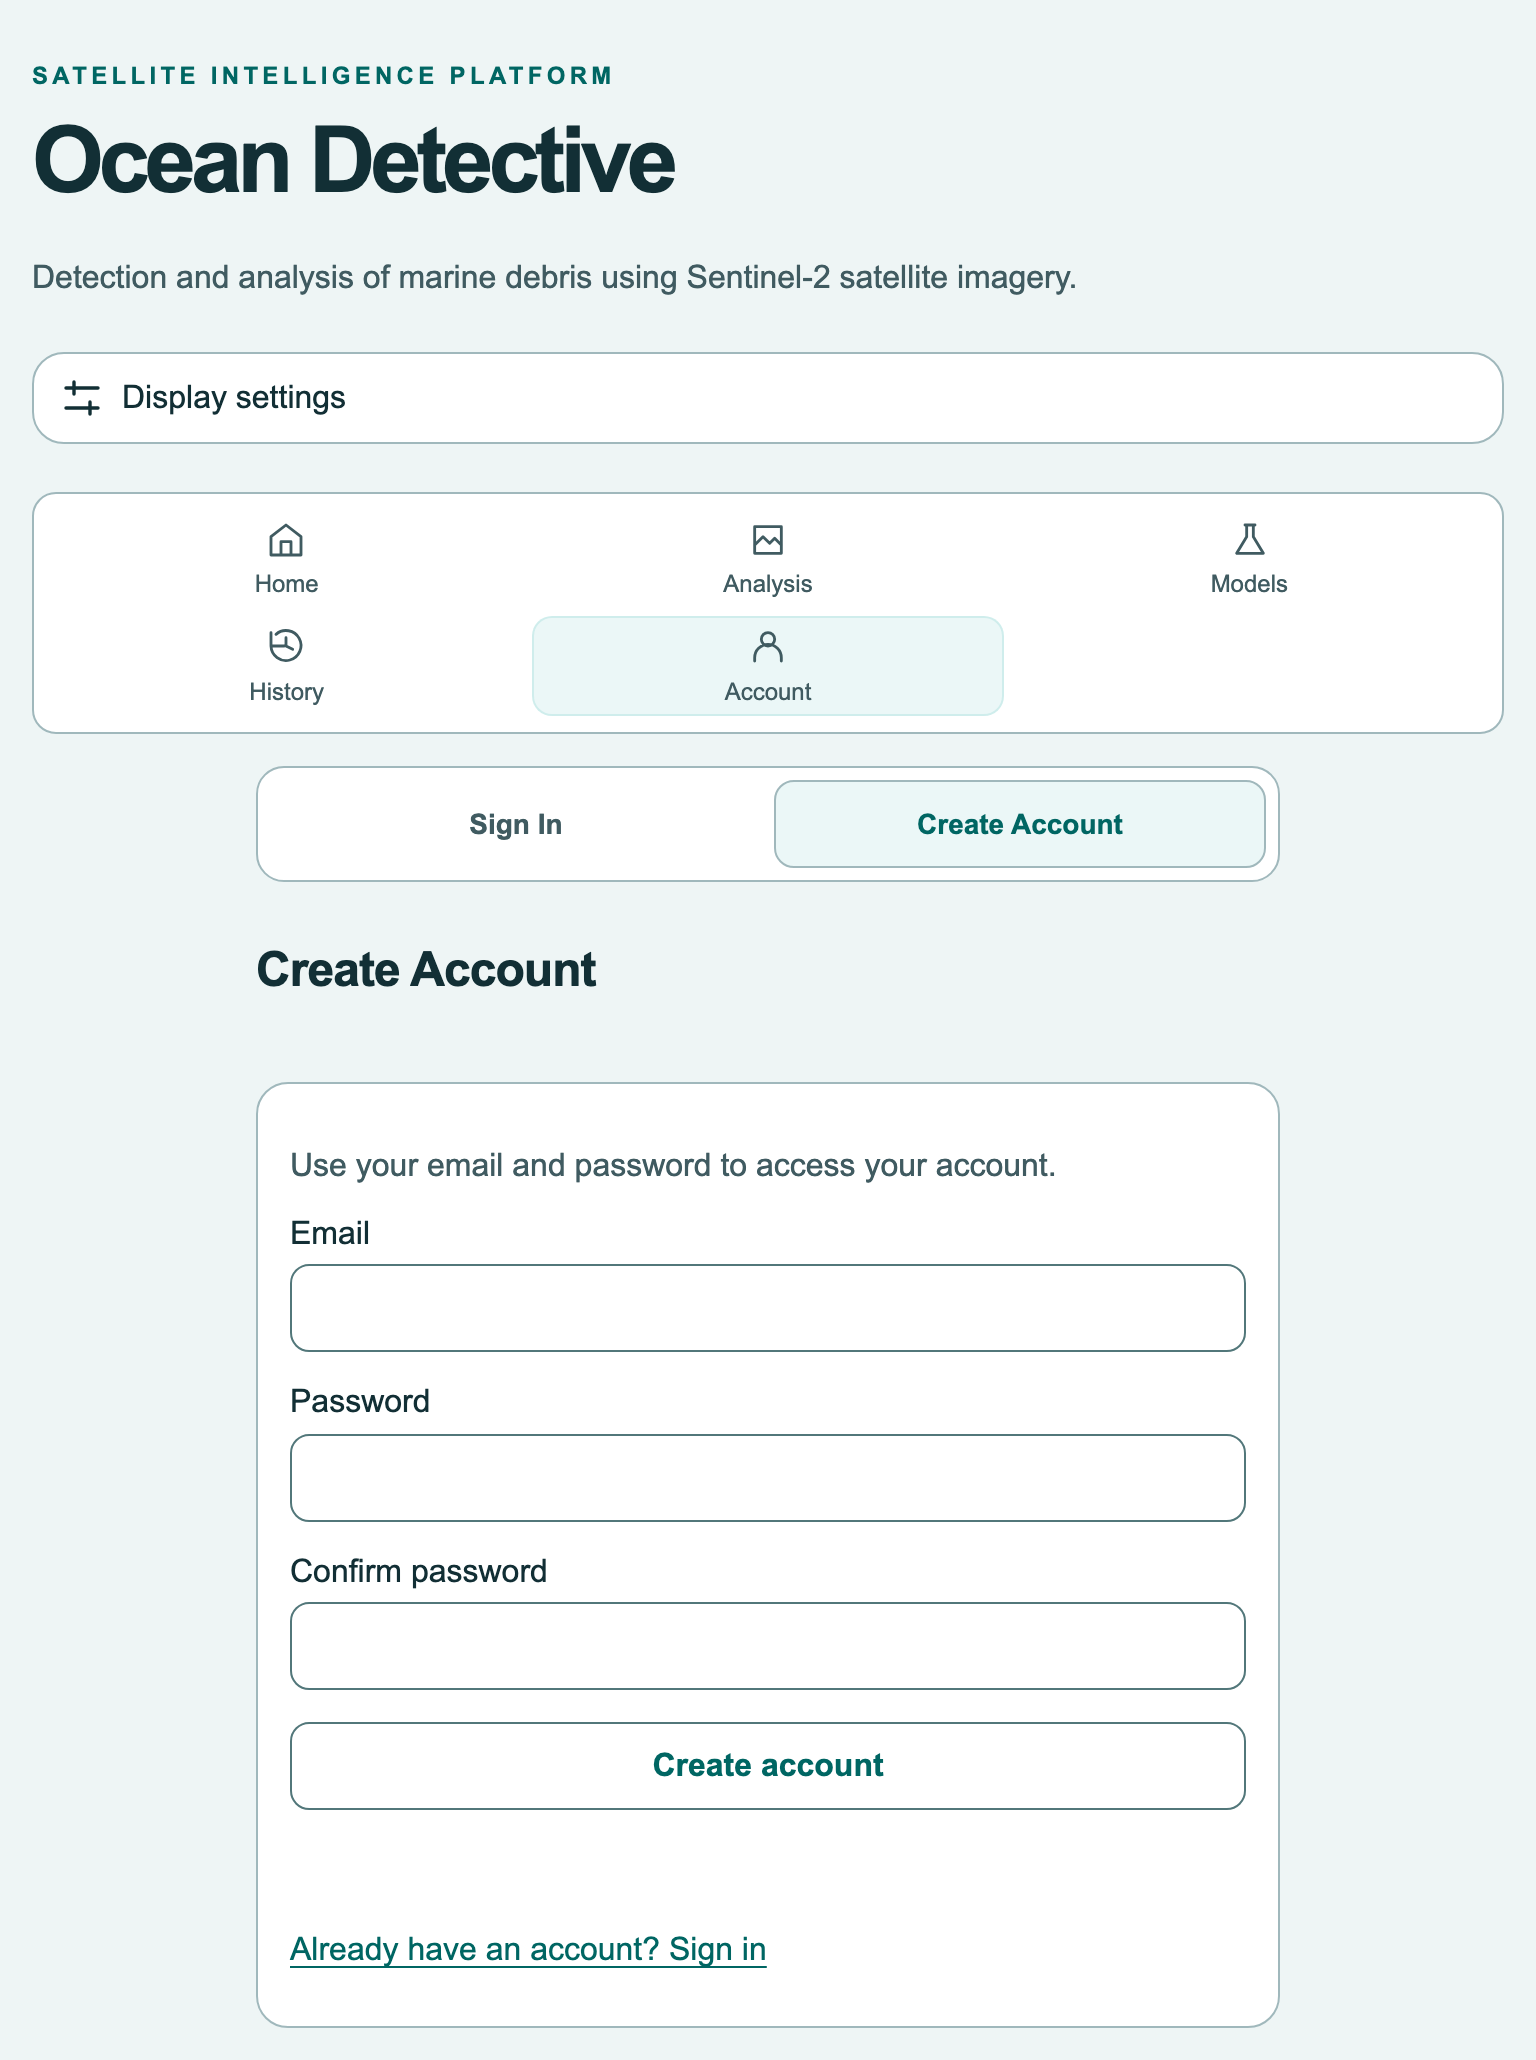 SATELLITE INTELLIGENCE PLATFORM
Ocean Detective
Detection and analysis of marine debris using Sentinel-2 satellite imagery.
Display settings
Home
Analysis
Models
History
Account
Sign In
Create Account
Create Account
Use your email and password to access your account.
Email
Password
Confirm password
Create account
Already have an account? Sign in